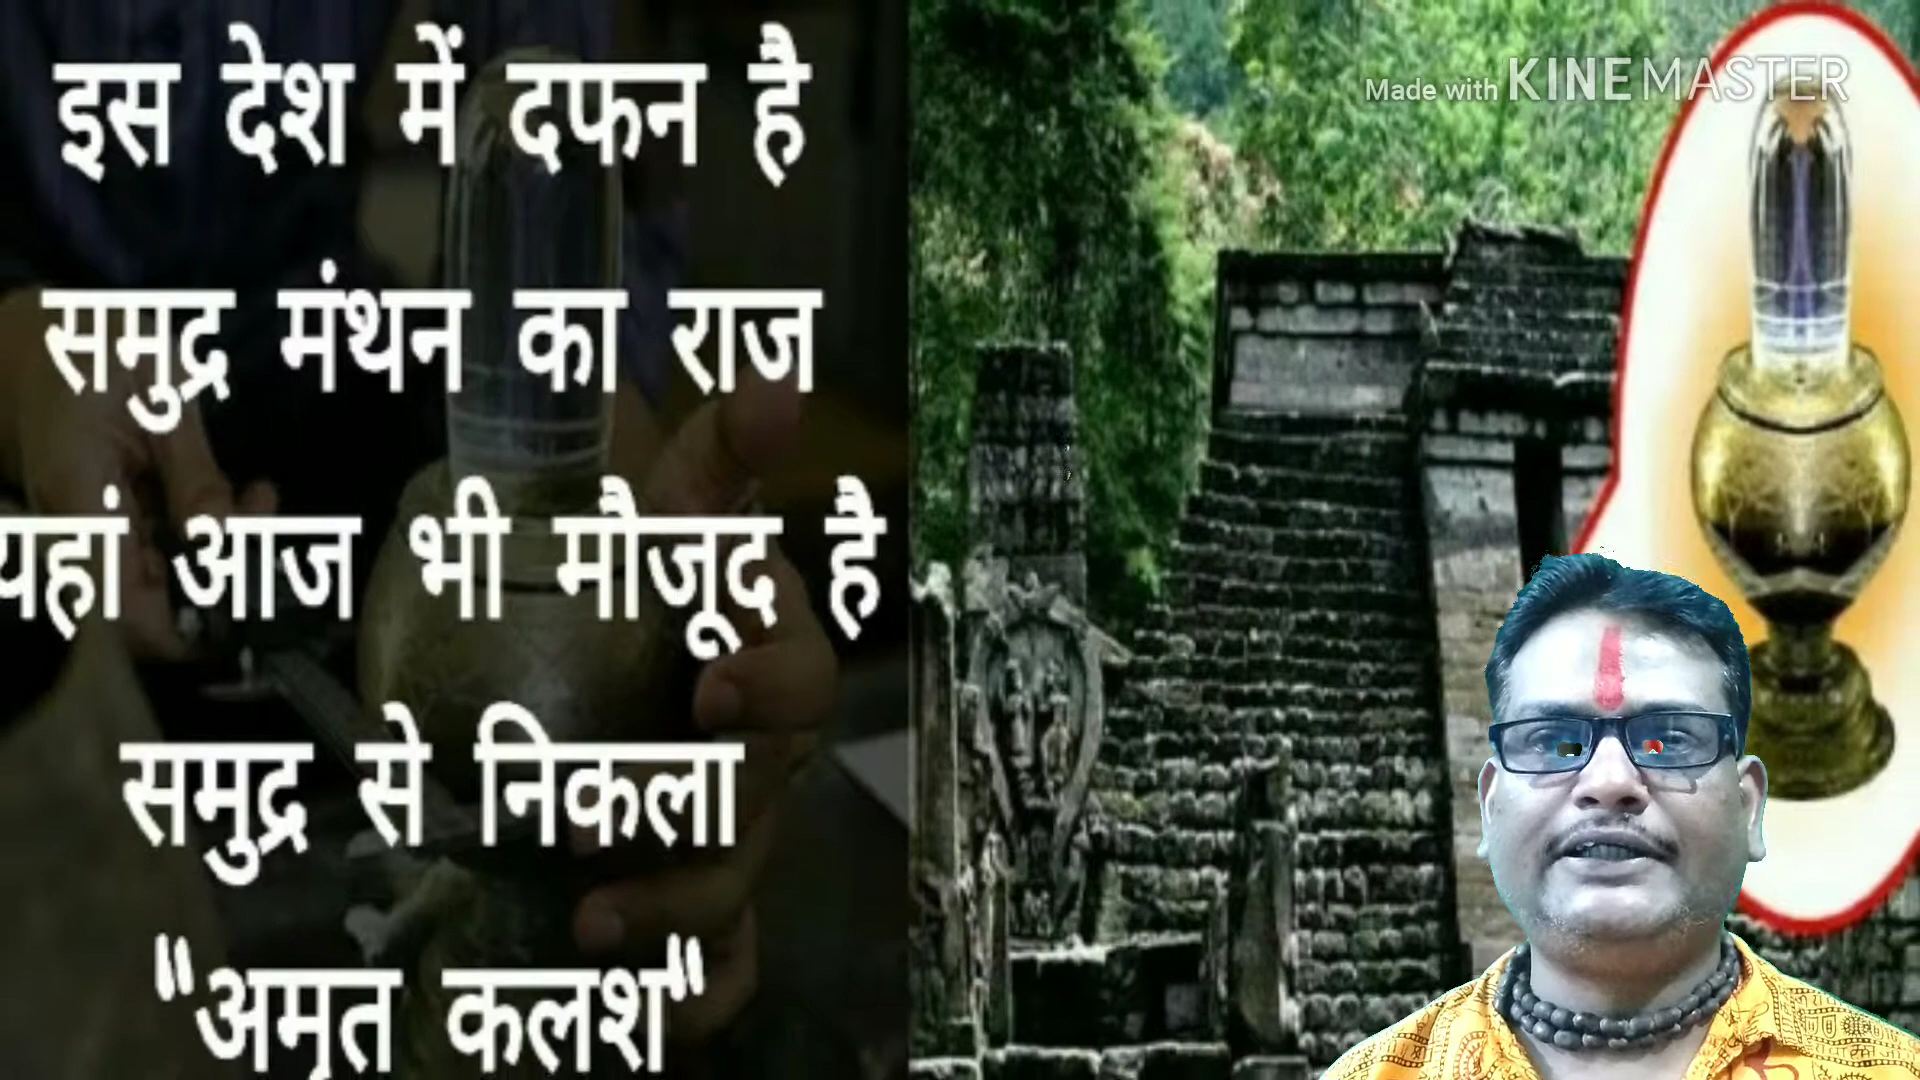 इस देश में दफन है
समुद्र मंथन का राज
यहां आज भी मौजूद है
समुद्र से निकला
"अमृत कलश"
Made with KINEMASTER